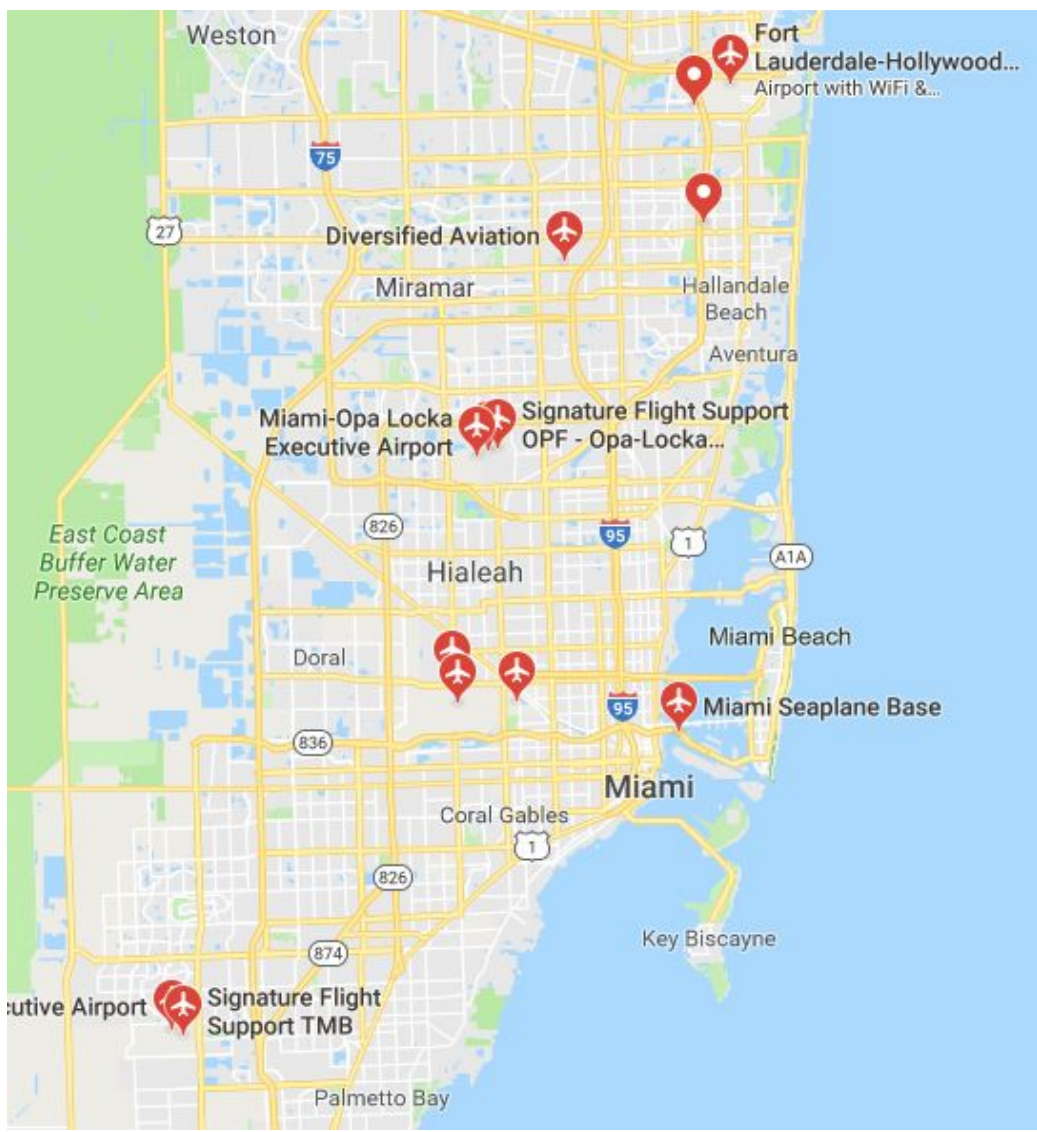 Weston
Fort
Lauderdale-Hollywood...
Airport with WiFi &...
75
27
Diversified Aviation
Miramar
Hallandale
Beach
Aventura
Miami-Opa Locka
Executive Airport
Signature Flight Support
OPF - Opa-Locka...
826
95
1
A1A
East Coast
Buffer Water
Preserve Area
Hialeah
Miami Beach
Doral
95
Miami Seaplane Base
836
Miami
Coral Gables
1
826
Key Biscayne
874
cutive Airport
Signature Flight
Support TMB
Palmetto Bay